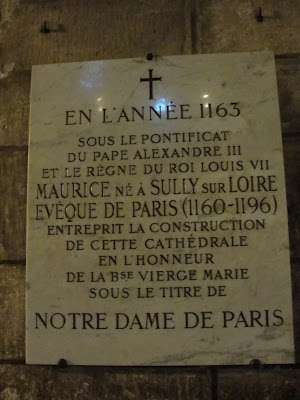 EN L'ANNÉE 1163
SOUS LE PONTIFICAT
DU PAPE ALEXANDRE III
ET LE RÈGNE DU ROI LOUIS VII
MAURICE NÉ À SULLY SUR LOIRE
EVÊQUE DE PARIS (1160-1196)
ENTREPRIT LA CONSTRUCTION
DE CETTE CATHÉDRALE
EN L'HONNEUR
DE LA BSE VIERGE MARIE
SOUS LE TITRE DE
NOTRE DAME DE PARIS